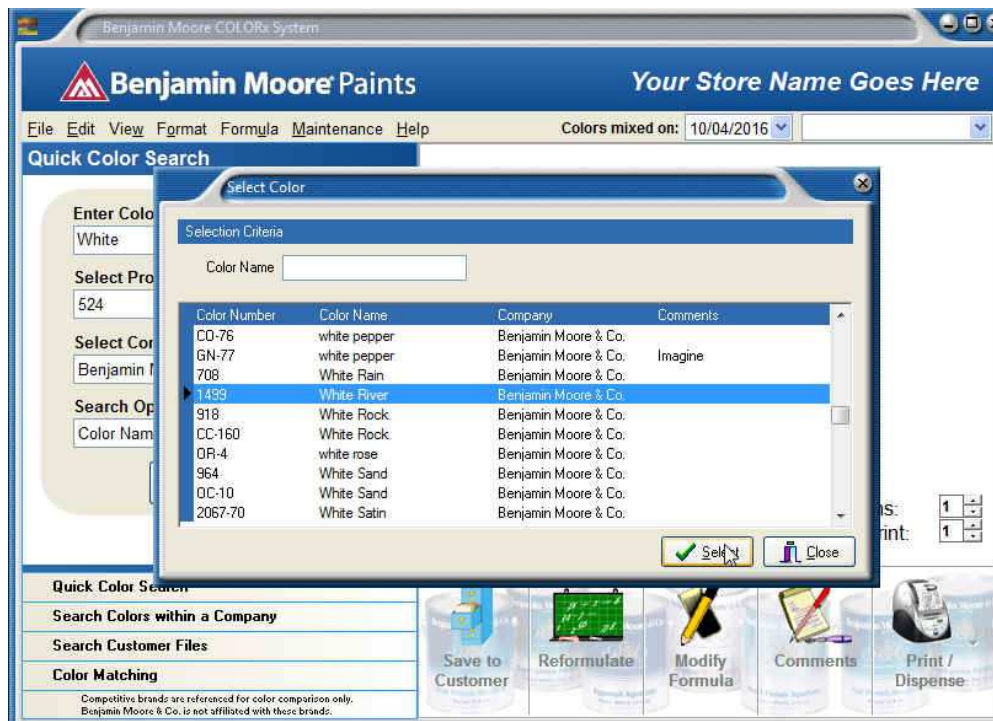 Benjamin Moore COLORx System
Benjamin Moore Paints
Your Store Name Goes Here
File Edit View Format Formula Maintenance Help Colors mixed on: 10/04/2016
Quick Color Search
Select Color
Enter Colo
White
Select Pro
524
Select Com
Benjamin M
Search Op
Color Nam
Selection Criteria
Color Name
Color Number Color Name Company Comments
CO-76 white pepper Benjamin Moore & Co.
GN-77 white pepper Benjamin Moore & Co. Imagine
708 White Rain Benjamin Moore & Co.
1499 White River Benjamin Moore & Co.
918 White Rock Benjamin Moore & Co.
CC-160 White Rock Benjamin Moore & Co.
OR-4 white rose Benjamin Moore & Co.
964 White Sand Benjamin Moore & Co.
OC-10 White Sand Benjamin Moore & Co.
2067-70 White Satin Benjamin Moore & Co.
Select Close
ns: 1
rint: 1
Quick Color Search
Search Colors within a Company
Search Customer Files
Color Matching
Competitive brands are referenced for color comparison only.
Benjamin Moore & Co. is not affiliated with these brands.
Save to Customer
Reformulate
Modify Formula
Comments
Print / Dispense